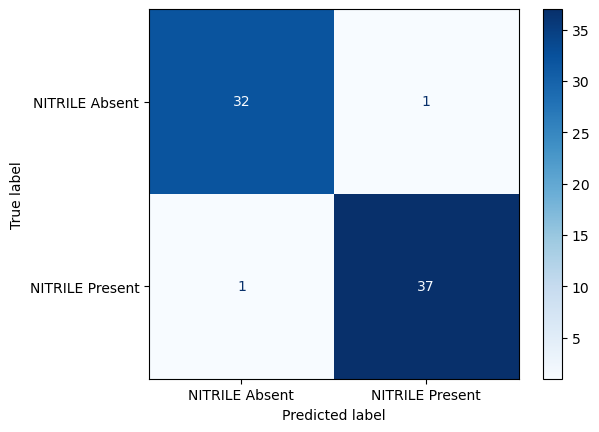 True label
NITRILE Absent
NITRILE Present
32
1
1
37
NITRILE Absent
NITRILE Present
Predicted label
35
30
25
20
15
10
5